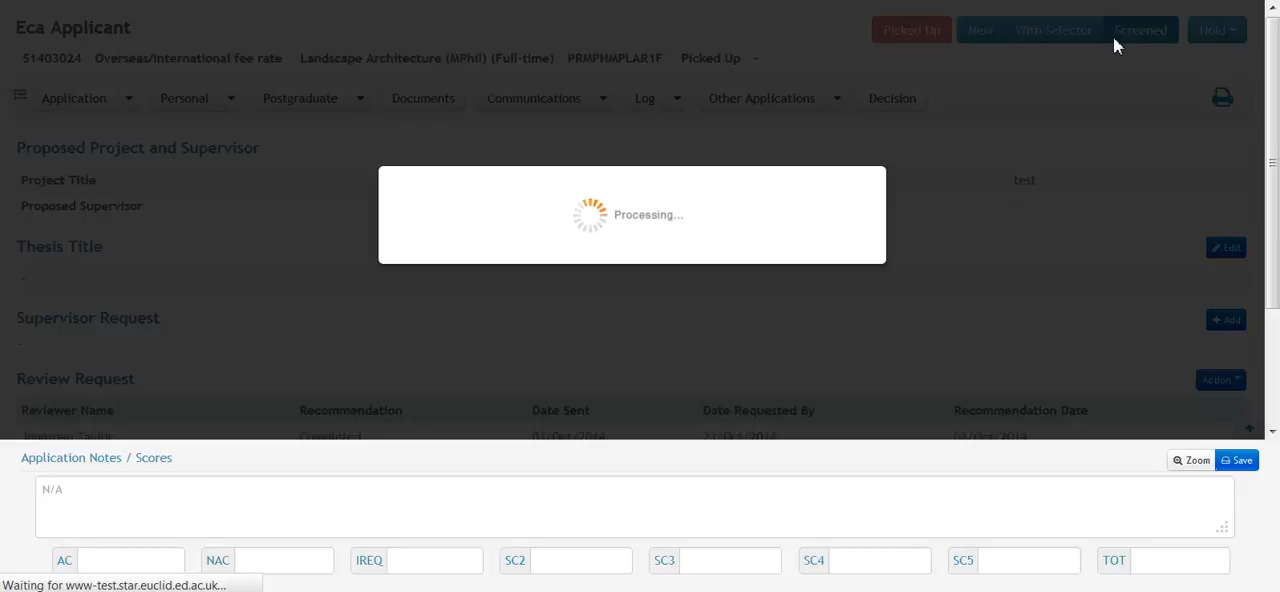 Eca Applicant
Picked Up New With Selector Screened Hold
51403024 Overseas/International fee rate Landscape Architecture (MPhil) (Full-time) PRMPHMPLAR1F Picked Up -
Application Personal Postgraduate Documents Communications Log Other Applications Decision
Proposed Project and Supervisor
Project Title test
Proposed Supervisor
Processing...
Thesis Title Edit
-
Supervisor Request Add
-
Review Request Action
Reviewer Name Recommendation Date Sent Date Requested By Recommendation Date
Taylor Completed
Application Notes / Scores Zoom Save
N/A
AC NAC IREQ SC2 SC3 SC4 SC5 TOT
Waiting for www-test.star.euclid.ed.ac.uk...